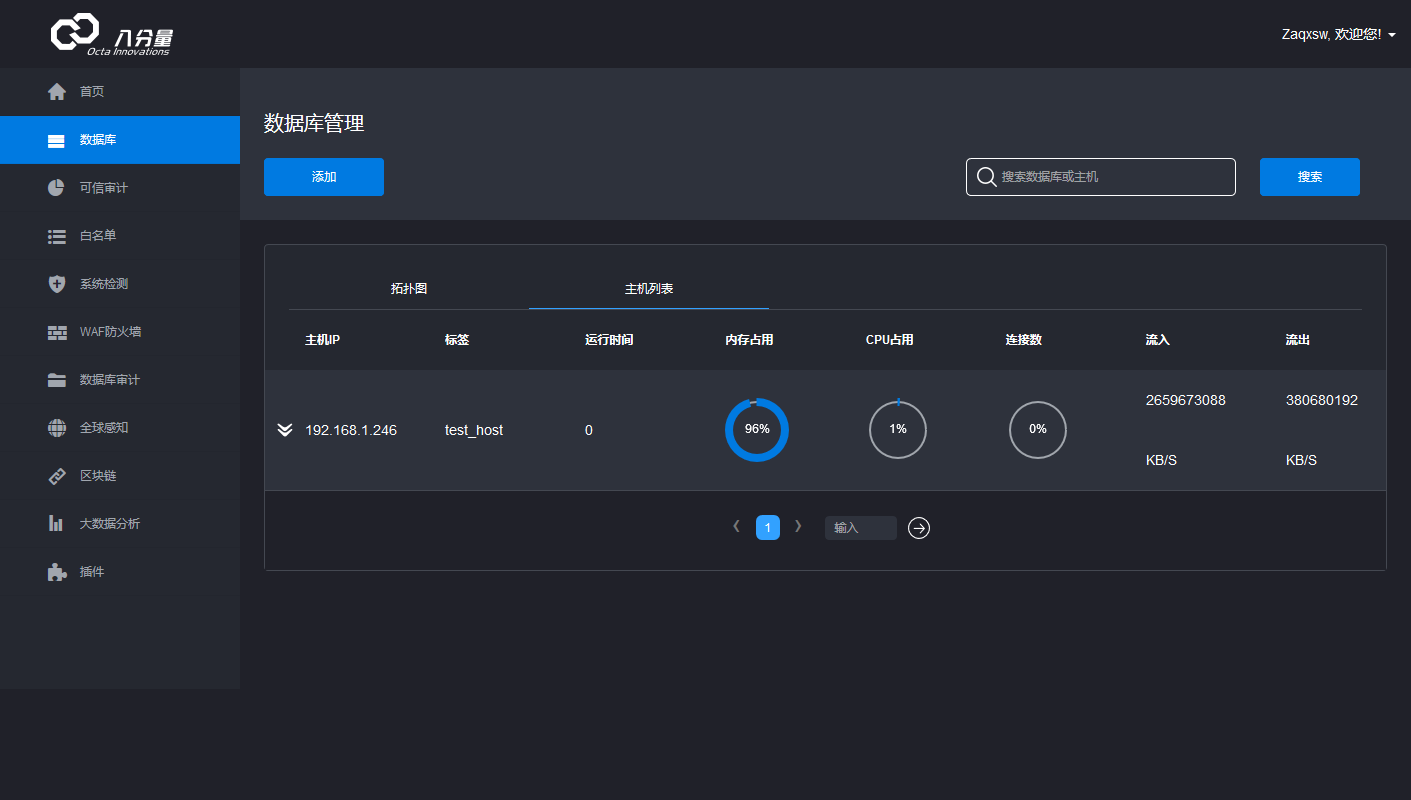 八分量
Octa Innovations
Zaqxsw, 欢迎您!
首页
数据库
可信审计
白名单
系统检测
WAF防火墙
数据库审计
全球感知
区块链
大数据分析
插件
数据库管理
添加
搜索数据库或主机
搜索
拓扑图
主机列表
主机IP 标签 运行时间 内存占用 CPU占用 连接数 流入 流出
192.168.1.246 test_host 0 96% 1% 0% 2659673088 380680192
KB/S KB/S
1
输入